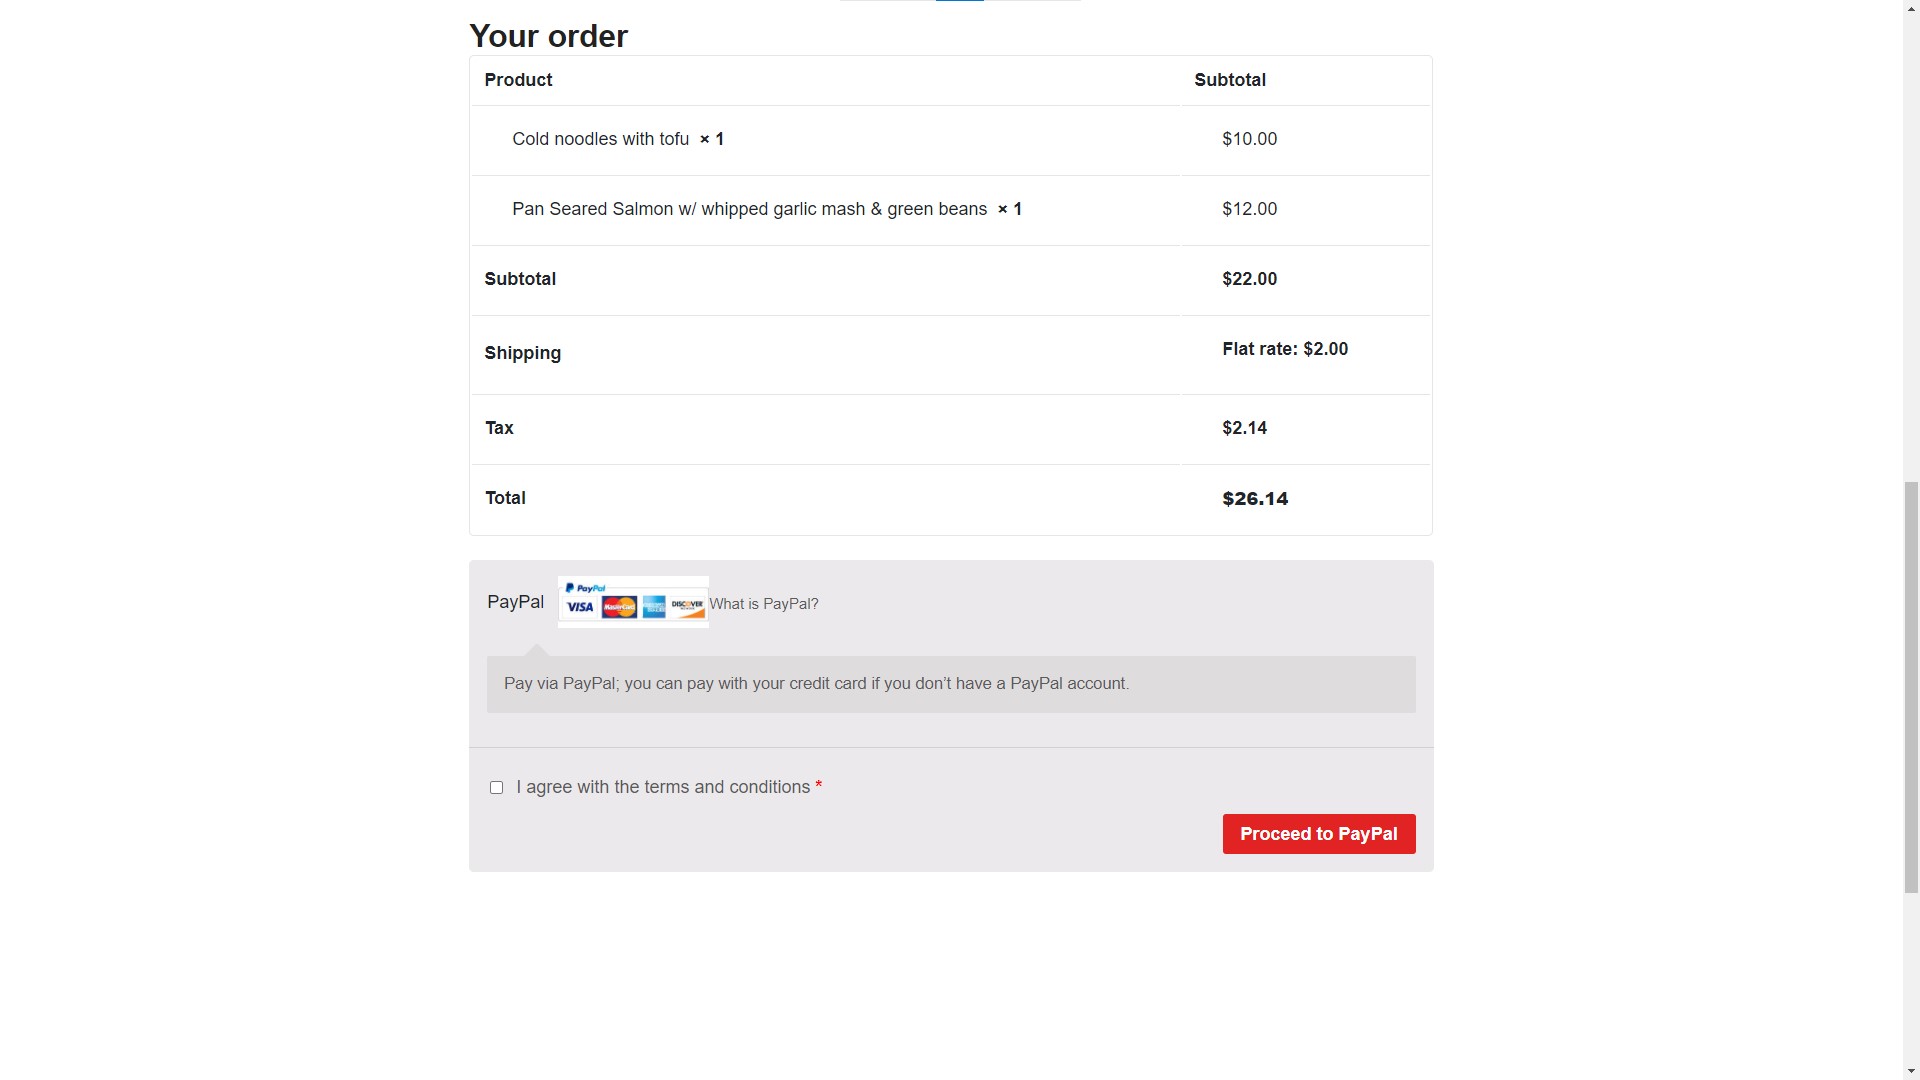 Your order
Product Subtotal
Cold noodles with tofu × 1 $10.00
Pan Seared Salmon w/ whipped garlic mash & green beans × 1 $12.00
Subtotal $22.00
Shipping Flat rate: $2.00
Tax $2.14
Total $26.14
PayPal
PayPal
VISA MasterCard DISCOVER
What is PayPal?
Pay via PayPal; you can pay with your credit card if you don’t have a PayPal account.
I agree with the terms and conditions *
Proceed to PayPal